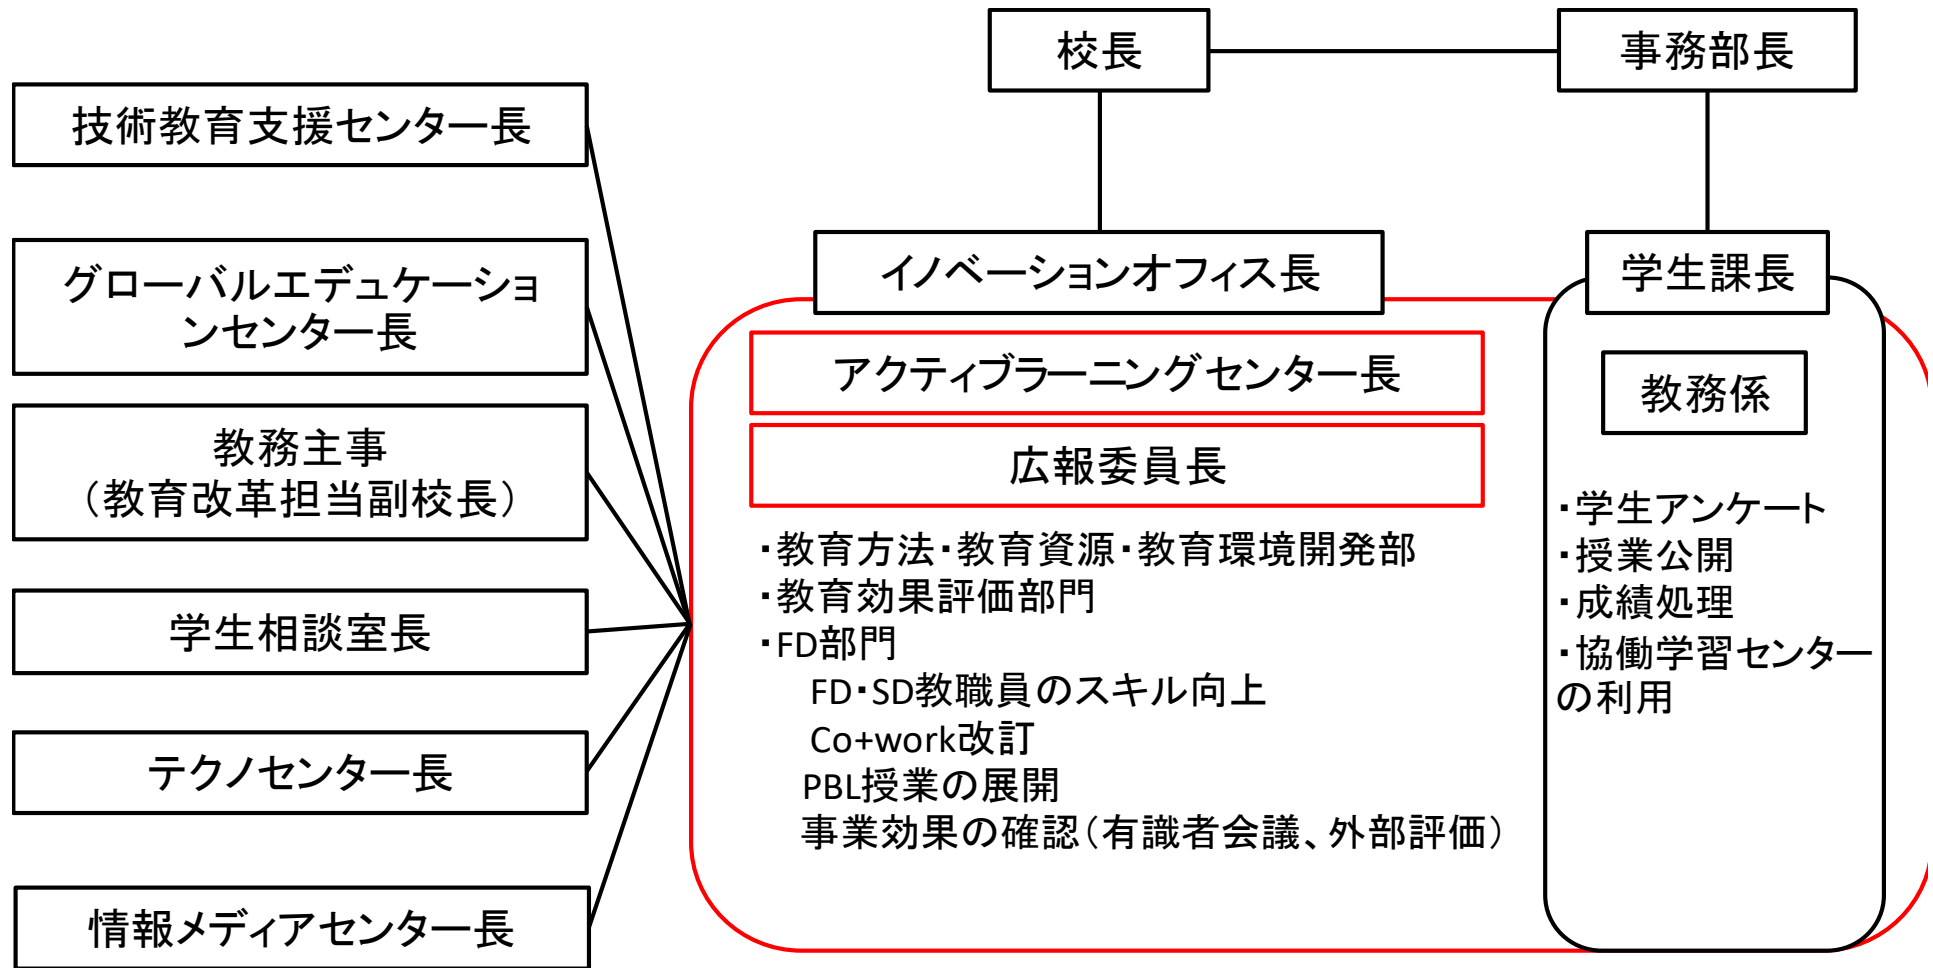 校長
事務部長
技術教育支援センター長
グローバルエデュケーショ
ンセンター長
教務主事
（教育改革担当副校長）
学生相談室長
テクノセンター長
情報メディアセンター長
イノベーションオフィス長
アクティブラーニングセンター長
広報委員長
・教育方法・教育資源・教育環境開発部
・教育効果評価部門
・FD部門
FD・SD教職員のスキル向上
Co+work改訂
PBL授業の展開
事業効果の確認（有識者会議、外部評価）
学生課長
教務係
・学生アンケート
・授業公開
・成績処理
・協働学習センター
の利用